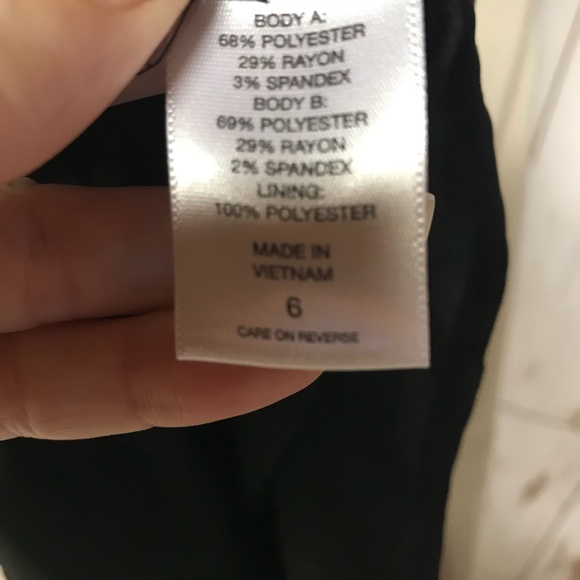 BODY A:
68% POLYESTER
29% RAYON
3% SPANDEX
BODY B:
69% POLYESTER
29% RAYON
2% SPANDEX
LINING:
100% POLYESTER
MADE IN
VIETNAM
6
CARE ON REVERSE